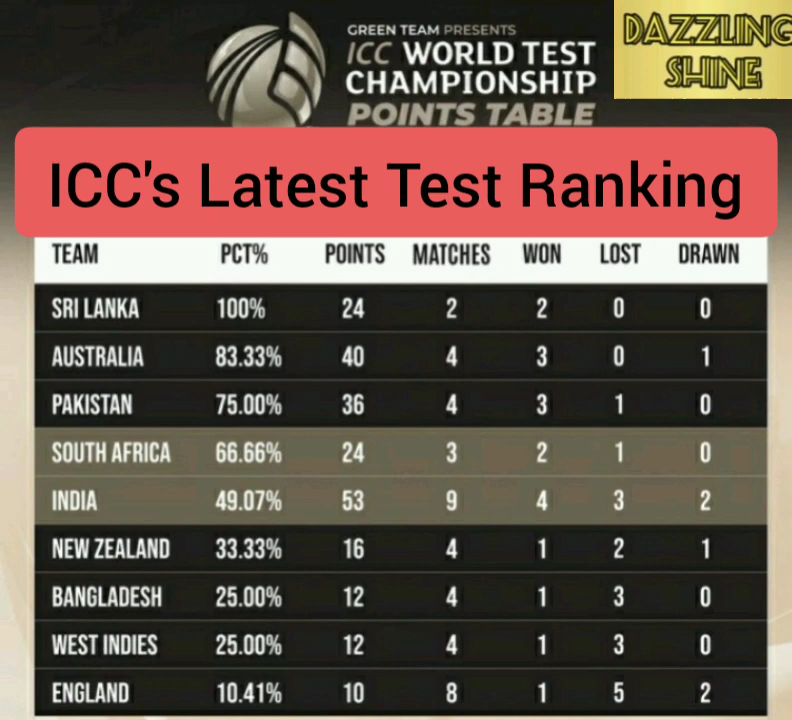 GREEN TEAM PRESENTS
ICC WORLD TEST
CHAMPIONSHIP
POINTS TABLE
DAZZLING
SHINE
ICC's Latest Test Ranking
TEAM PCT% POINTS MATCHES WON LOST DRAWN
SRI LANKA 100% 24 2 2 0 0
AUSTRALIA 83.33% 40 4 3 0 1
PAKISTAN 75.00% 36 4 3 1 0
SOUTH AFRICA 66.66% 24 3 2 1 0
INDIA 49.07% 53 9 4 3 2
NEW ZEALAND 33.33% 16 4 1 2 1
BANGLADESH 25.00% 12 4 1 3 0
WEST INDIES 25.00% 12 4 1 3 0
ENGLAND 10.41% 10 8 1 5 2